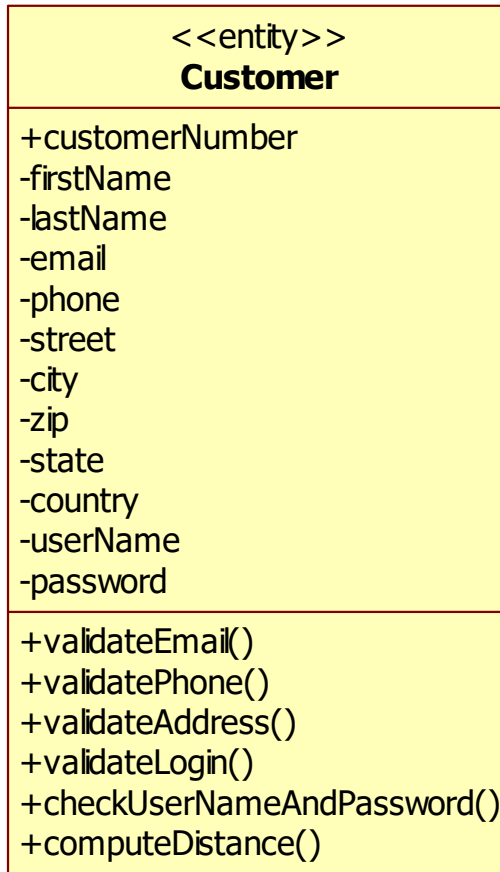 <<entity>>
Customer
+customerNumber
-firstName
-lastName
-email
-phone
-street
-city
-zip
-state
-country
-userName
-password
+validateEmail()
+validatePhone()
+validateAddress()
+validateLogin()
+checkUserNameAndPassword()
+computeDistance()